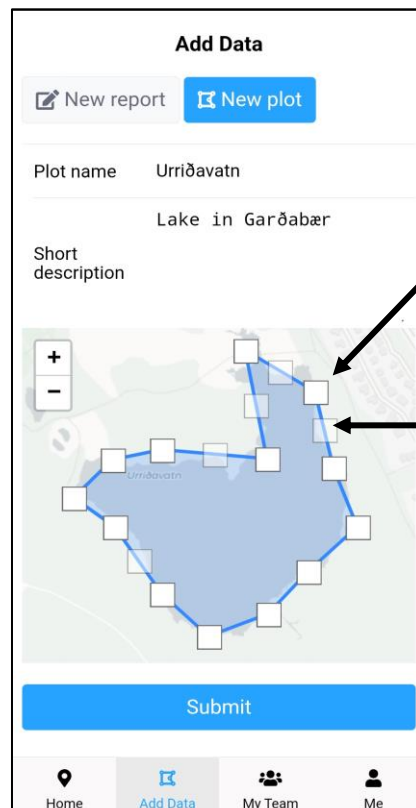 Add Data
New report
New plot
Plot name
Urriðavatn
Short
description
Lake in Garðabær
+
−
Urriðavatn
Submit
Home
Add Data
My Team
Me